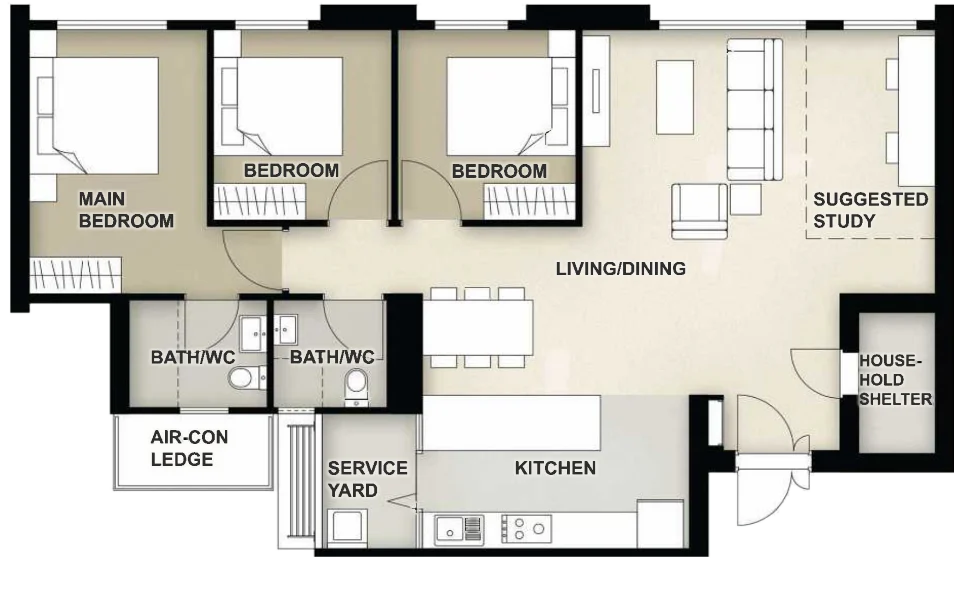 MAIN
BEDROOM
BEDROOM
BEDROOM
SUGGESTED
STUDY
LIVING/DINING
BATH/WC
BATH/WC
HOUSE-
HOLD
SHELTER
AIR-CON
LEDGE
SERVICE
YARD
KITCHEN